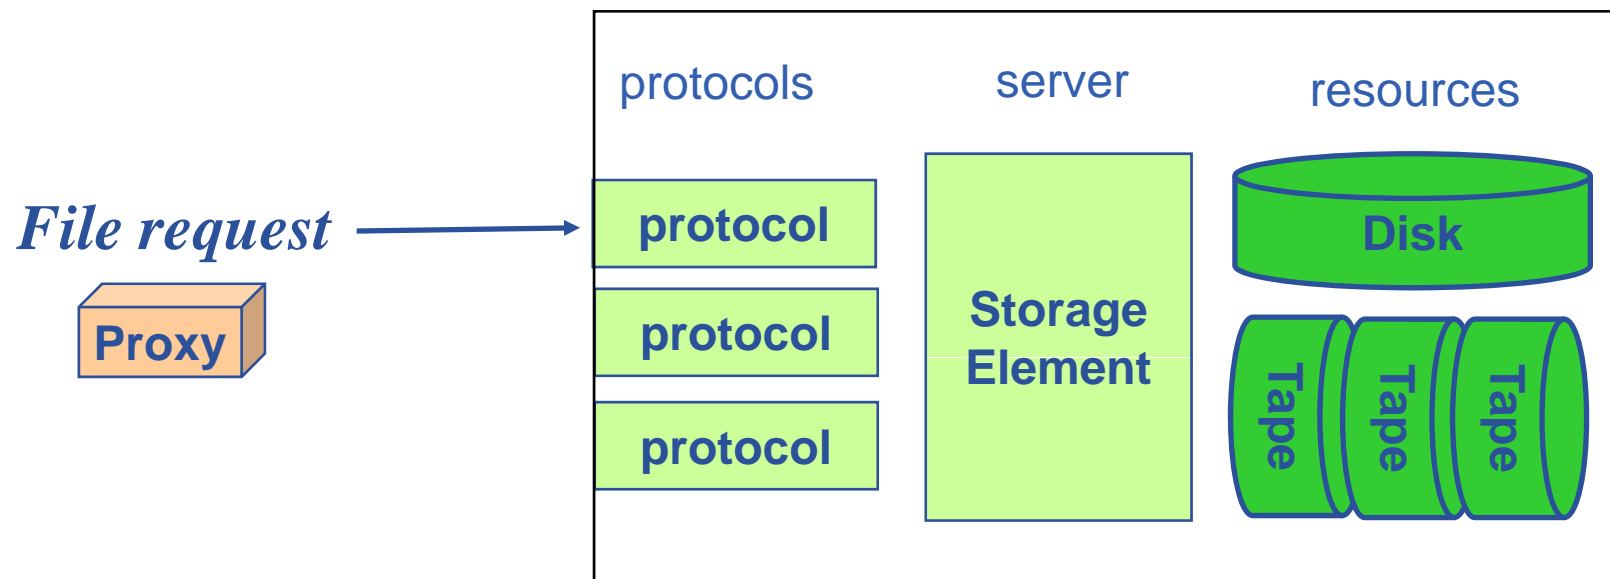 protocols
server
resources
File request
Proxy
protocol
protocol
protocol
Storage
Element
Disk
Tape
Tape
Tape